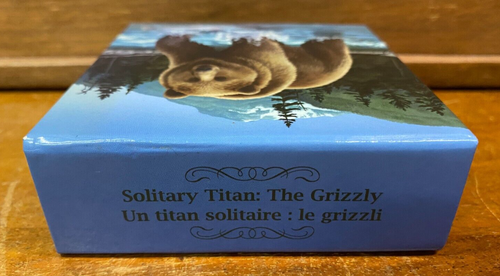 Solitary Titan: The Grizzly
Un titan solitaire : le grizzli